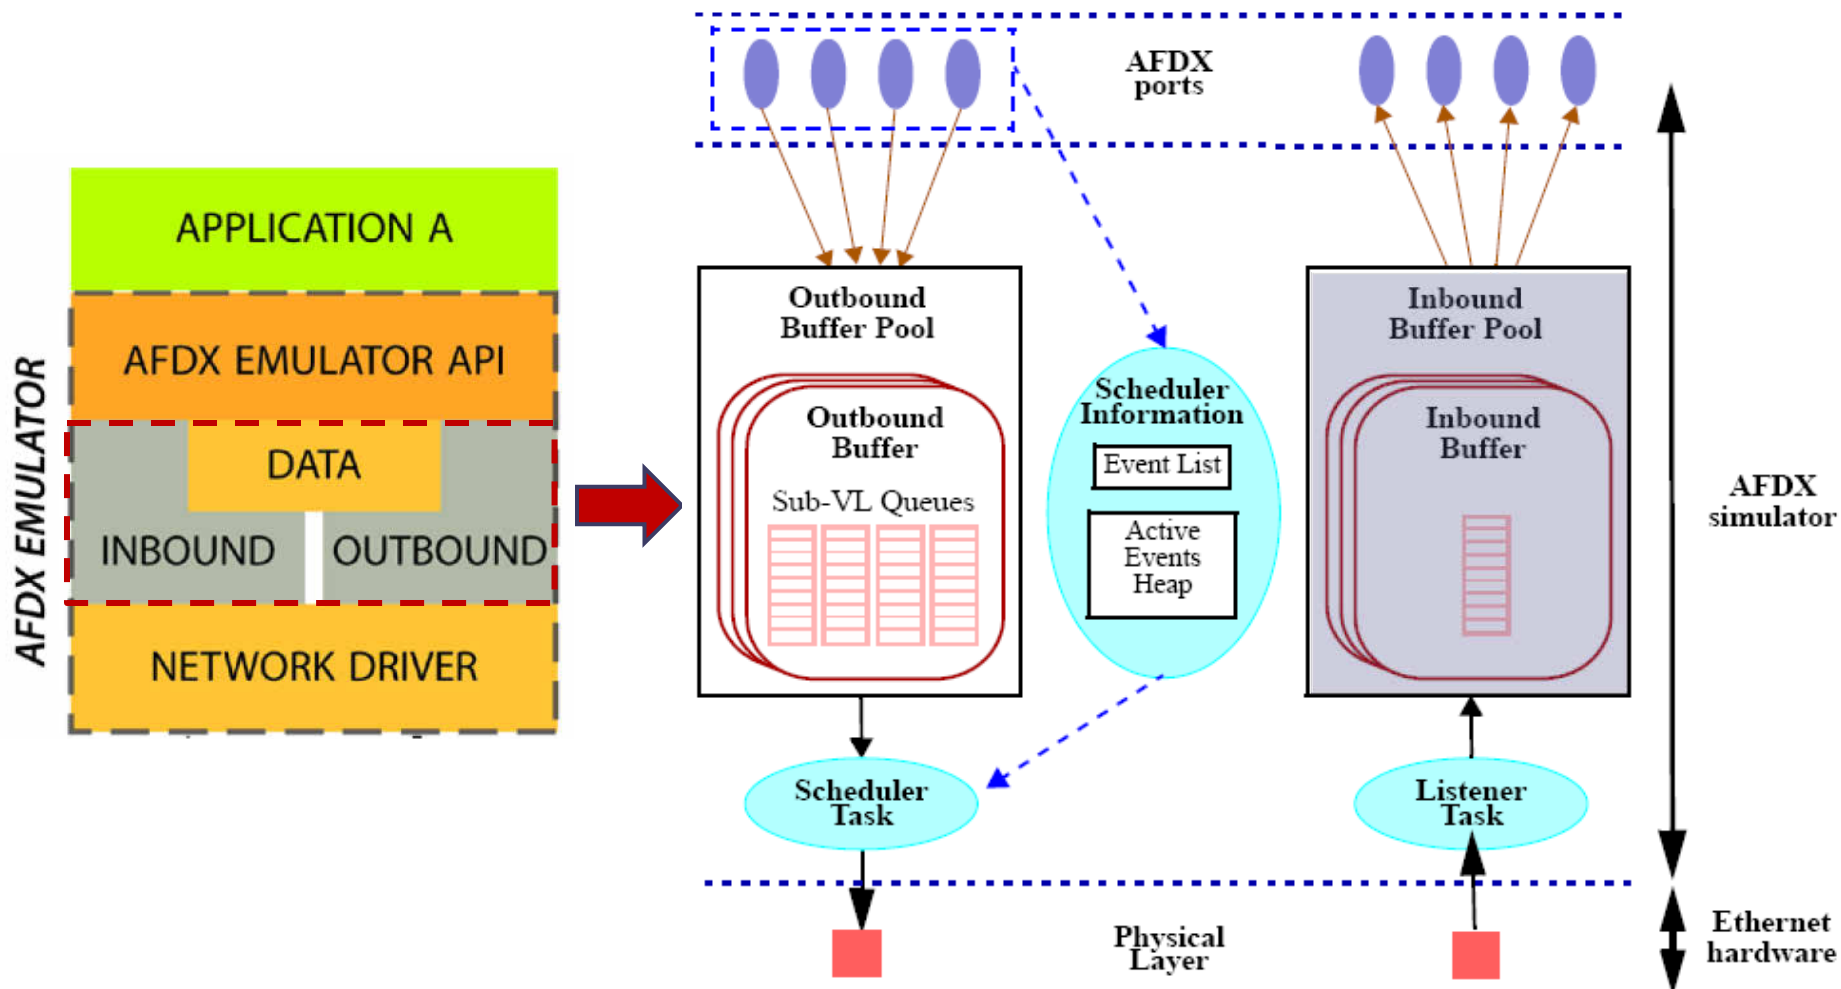 AFDX EMULATOR
APPLICATION A
AFDX EMULATOR API
DATA
INBOUND
OUTBOUND
NETWORK DRIVER
AFDX
ports
Outbound
Buffer Pool
Outbound
Buffer
Sub-VL Queues
Scheduler
Information
Event List
Active
Events
Heap
Inbound
Buffer Pool
Inbound
Buffer
Scheduler
Task
Listener
Task
Physical
Layer
AFDX
simulator
Ethernet
hardware